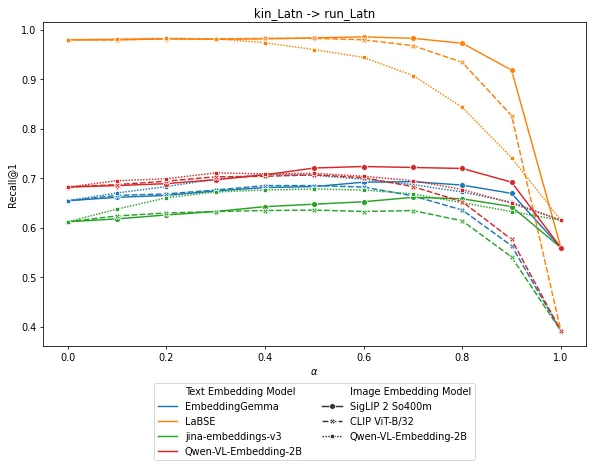 kin_Latn -> run_Latn
Recall@1
1.0
0.9
0.8
0.7
0.6
0.5
0.4
0.0
0.2
0.4
0.6
0.8
1.0
α
Text Embedding Model
EmbeddingGemma
LaBSE
jina-embeddings-v3
Qwen-VL-Embedding-2B
Image Embedding Model
SigLIP 2 So400m
CLIP ViT-B/32
Qwen-VL-Embedding-2B